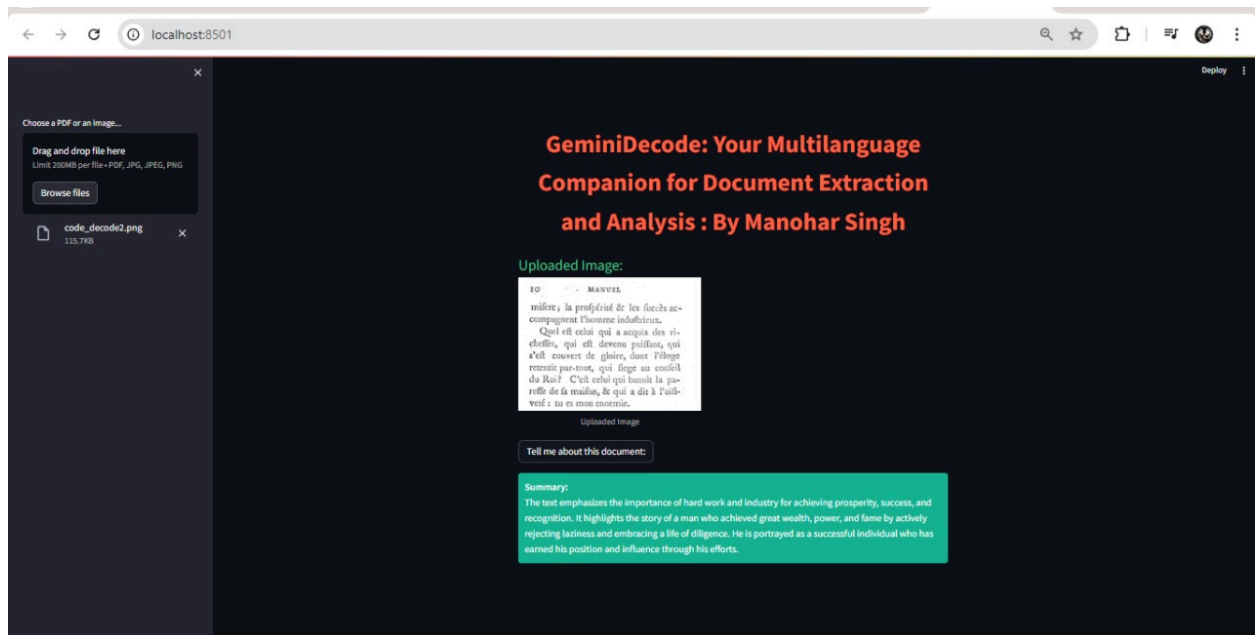 localhost:8501
Deploy
Choose a PDF or an image...
Drag and drop file here
Limit 200MB per file • PDF, JPG, JPEG, PNG
Browse files
code_decode2.png
115.7KB
GeminiDecode: Your Multilanguage
Companion for Document Extraction
and Analysis : By Manohar Singh
Uploaded Image:
10 MANUEL
miſere ; la proſpérité & les ſuccès ac-
compagnent l'homme induſtrieux.
Quel eſt celui qui a acquis des ri-
cheſſes, qui eſt devenu puiſſant, qui
s'eſt couvert de gloire, dont l'éloge
retentit par-tout, qui ſiege au conſeil
du Roi? C'eſt celui qui bannit la pa-
reſſe de ſa maiſon, & qui a dit à l'oiſi-
veté : tu es mon ennemie.
Uploaded Image
Tell me about this document:
Summary:
The text emphasizes the importance of hard work and industry for achieving prosperity, success, and
recognition. It highlights the story of a man who achieved great wealth, power, and fame by actively
rejecting laziness and embracing a life of diligence. He is portrayed as a successful individual who has
earned his position and influence through his efforts.